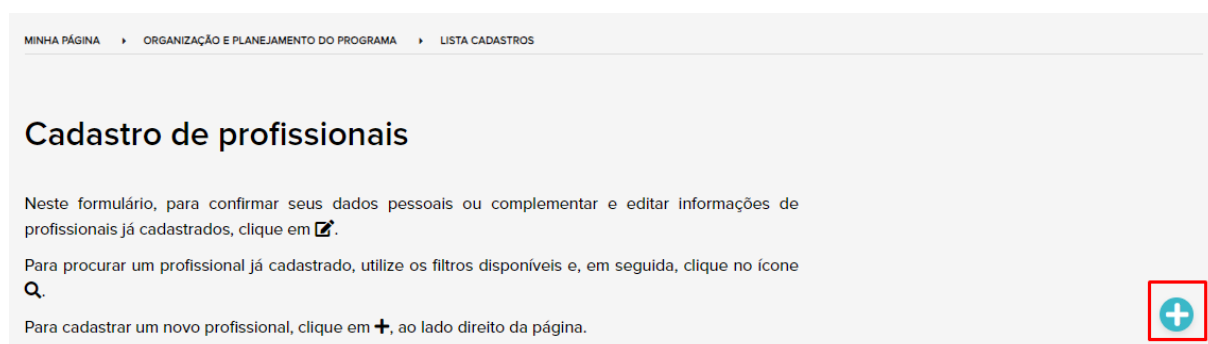 MINHA PÁGINA › ORGANIZAÇÃO E PLANEJAMENTO DO PROGRAMA › LISTA CADASTROS
Cadastro de profissionais
Neste formulário, para confirmar seus dados pessoais ou complementar e editar informações de
profissionais já cadastrados, clique em .
Para procurar um profissional já cadastrado, utilize os filtros disponíveis e, em seguida, clique no ícone
.
Para cadastrar um novo profissional, clique em +, ao lado direito da página.